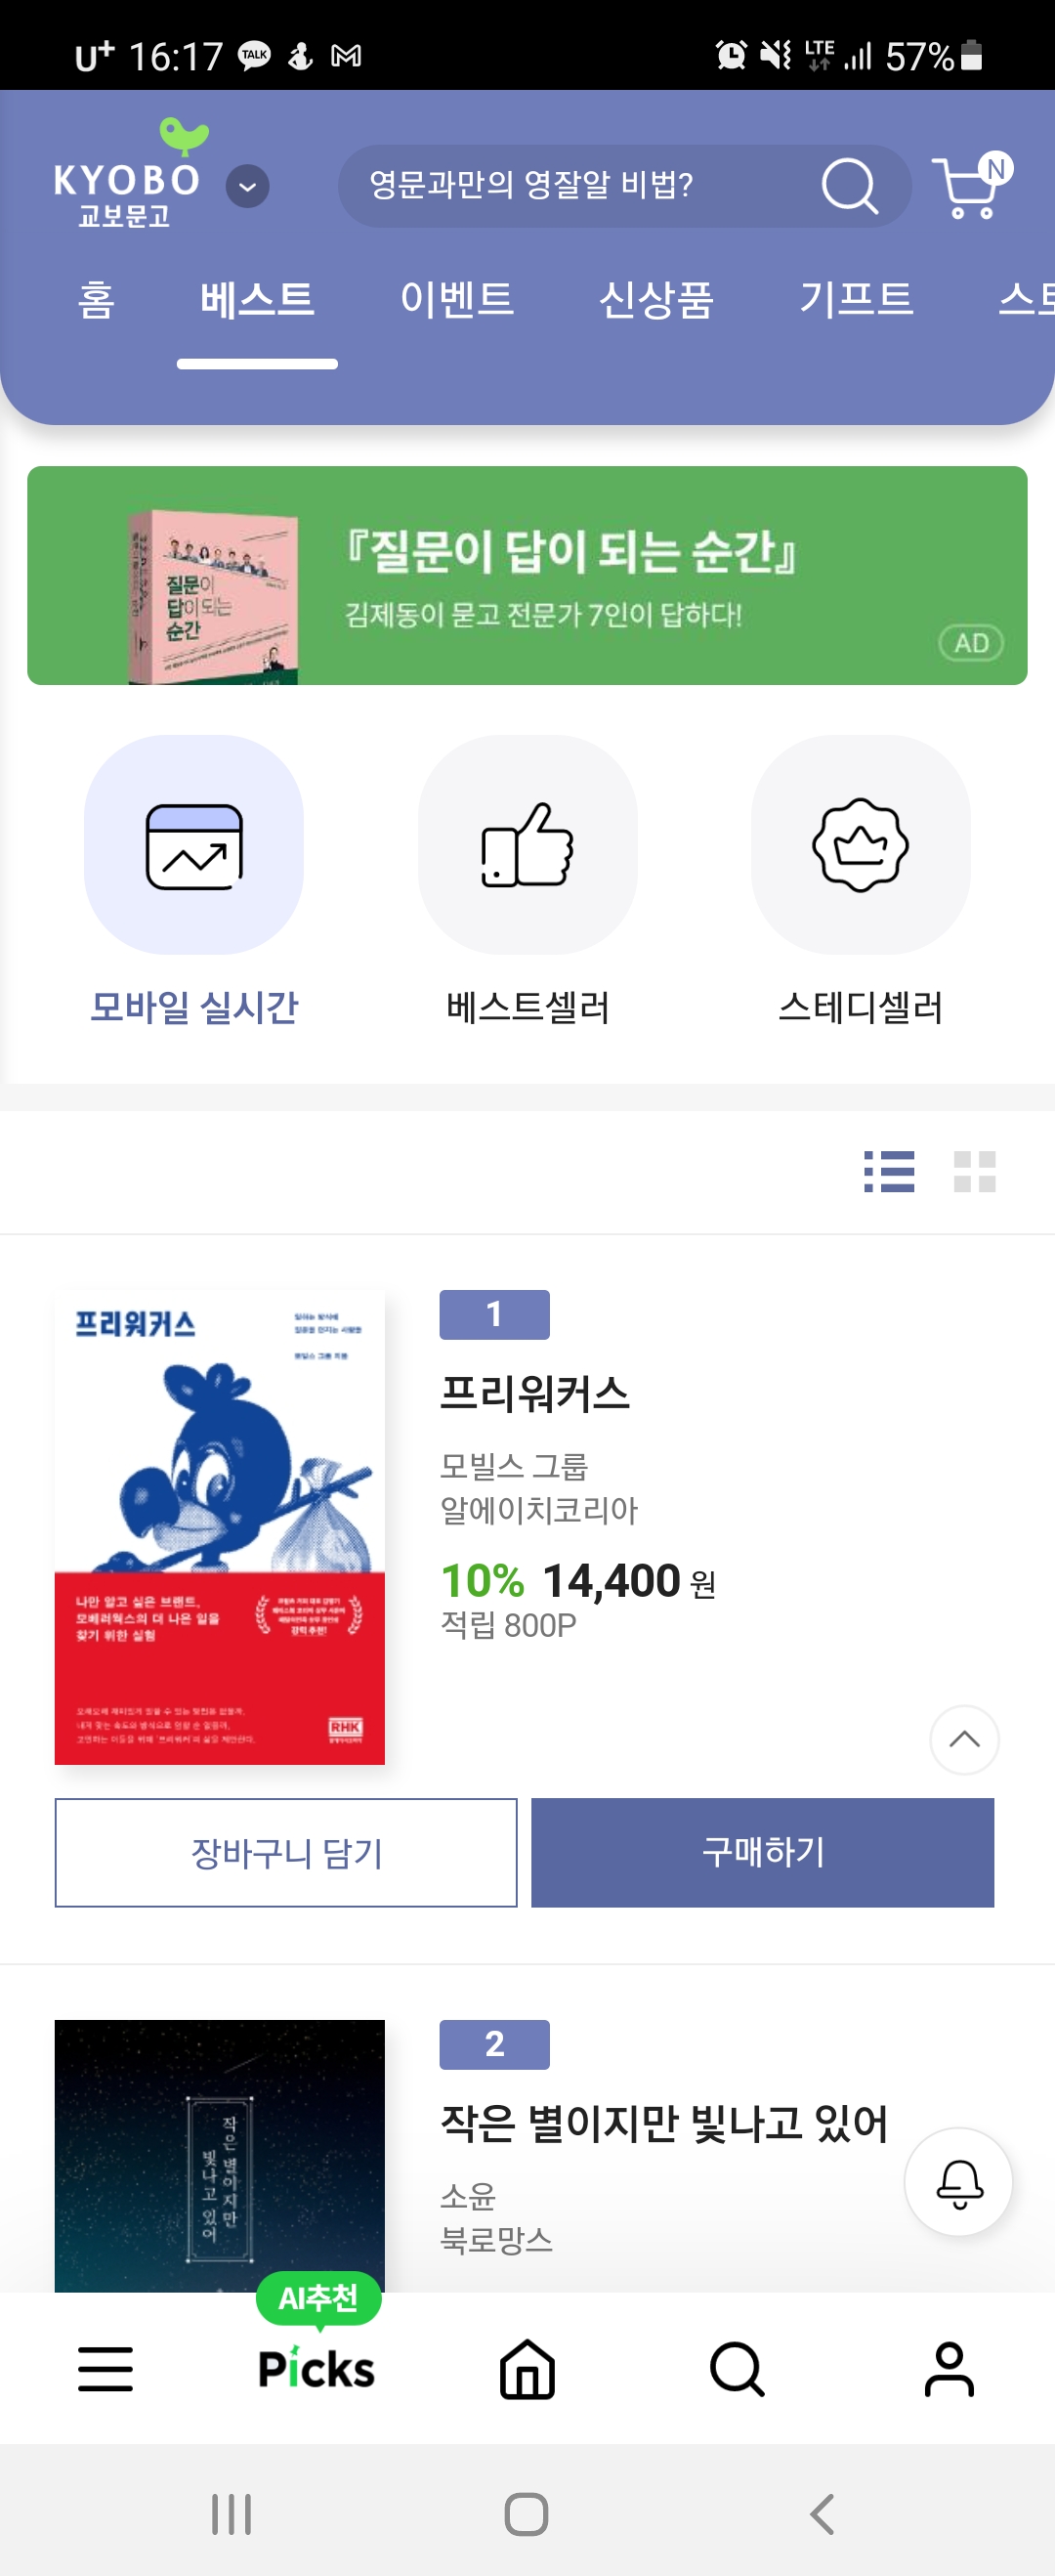 U+ 16:17 TALK LTE 57%
KYOBO
교보문고
영문과만의 영잘알 비법?
N
홈 베스트 이벤트 신상품 기프트
질문이
답이 되는
순간
『질문이 답이 되는 순간』
김제동이 묻고 전문가 7인이 답하다!
AD
모바일 실시간 베스트셀러 스테디셀러
프리워커스
나만 알고 싶은 브랜드,
모베러웍스의 더 나은 일을
찾기 위한 실험
RHK
1
프리워커스
모빌스 그룹
알에이치코리아
10% 14,400 원
적립 800P
장바구니 담기 구매하기
작은 별이지만
빛나고 있어
2
작은 별이지만 빛나고 있어
소윤
북로망스
AI추천
Picks